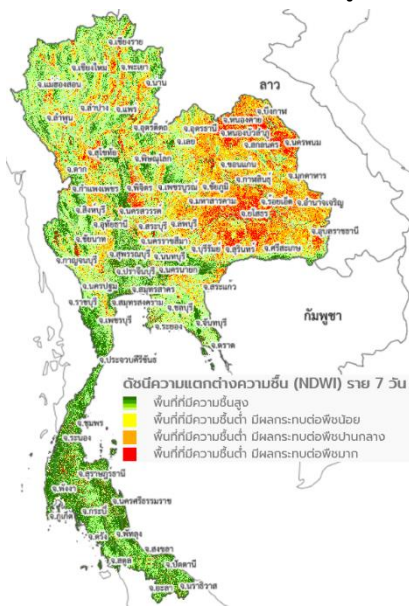 จ.เชียงราย
จ.เชียงใหม่
จ.พะเยา
จ.แม่ฮ่องสอน
จ.น่าน
จ.ลำปาง
จ.แพร่
จ.ลำพูน
จ.อุตรดิตถ์
ลาว
จ.บึงกาฬ
จ.หนองคาย
จ.อุดรธานี
จ.หนองบัวลำภู
จ.เลย
จ.สกลนคร
จ.นครพนม
จ.สุโขทัย
จ.พิษณุโลก
จ.ตาก
จ.ขอนแก่น
จ.มุกดาหาร
จ.กำแพงเพชร
จ.พิจิตร
จ.เพชรบูรณ์
จ.ชัยภูมิ
จ.กาฬสินธุ์
จ.มหาสารคาม
จ.ร้อยเอ็ด
จ.อำนาจเจริญ
จ.ยโสธร
จ.สิงห์บุรี
จ.นครสวรรค์
จ.อุทัยธานี
จ.สระบุรี
จ.ลพบุรี
จ.อุบลราชธานี
จ.ชัยนาท
จ.นครราชสีมา
จ.บุรีรัมย์
จ.สุรินทร์
จ.ศรีสะเกษ
จ.สุพรรณบุรี
จ.นนทบุรี
จ.กาญจนบุรี
จ.ปราจีนบุรี
จ.นครนายก
จ.นครปฐม
จ.สมุทรสาคร
จ.สระแก้ว
จ.ราชบุรี
จ.สมุทรสงคราม
จ.ชลบุรี
กัมพูชา
จ.เพชรบุรี
จ.ระยอง
จ.จันทบุรี
จ.ตราด
จ.ประจวบคีรีขันธ์
ดัชนีความแตกต่างความชื้น (NDWI) ราย 7 วัน
พื้นที่ที่มีความชื้นสูง
พื้นที่ที่มีความชื้นต่ำ มีผลกระทบต่อพืชน้อย
พื้นที่ที่มีความชื้นต่ำ มีผลกระทบต่อพืชปานกลาง
พื้นที่ที่มีความชื้นต่ำ มีผลกระทบต่อพืชมาก
จ.ชุมพร
จ.ระนอง
จ.สุราษฎร์ธานี
จ.พังงา
จ.นครศรีธรรมราช
จ.กระบี่
จ.ภูเก็ต
จ.ตรัง
จ.พัทลุง
จ.สงขลา
จ.สตูล
จ.ปัตตานี
จ.ยะลา
จ.นราธิวาส